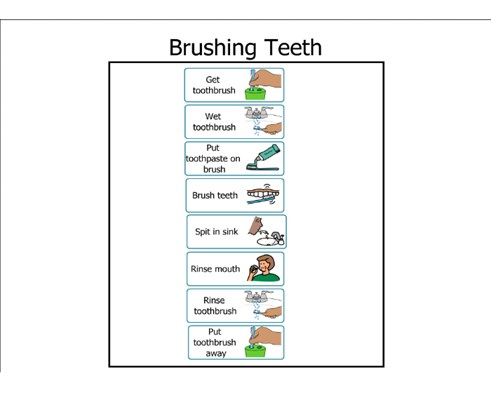 Brushing Teeth
Get
toothbrush
Wet
toothbrush
Put
toothpaste on
brush
Brush teeth
Spit in sink
Rinse mouth
Rinse
toothbrush
Put
toothbrush
away